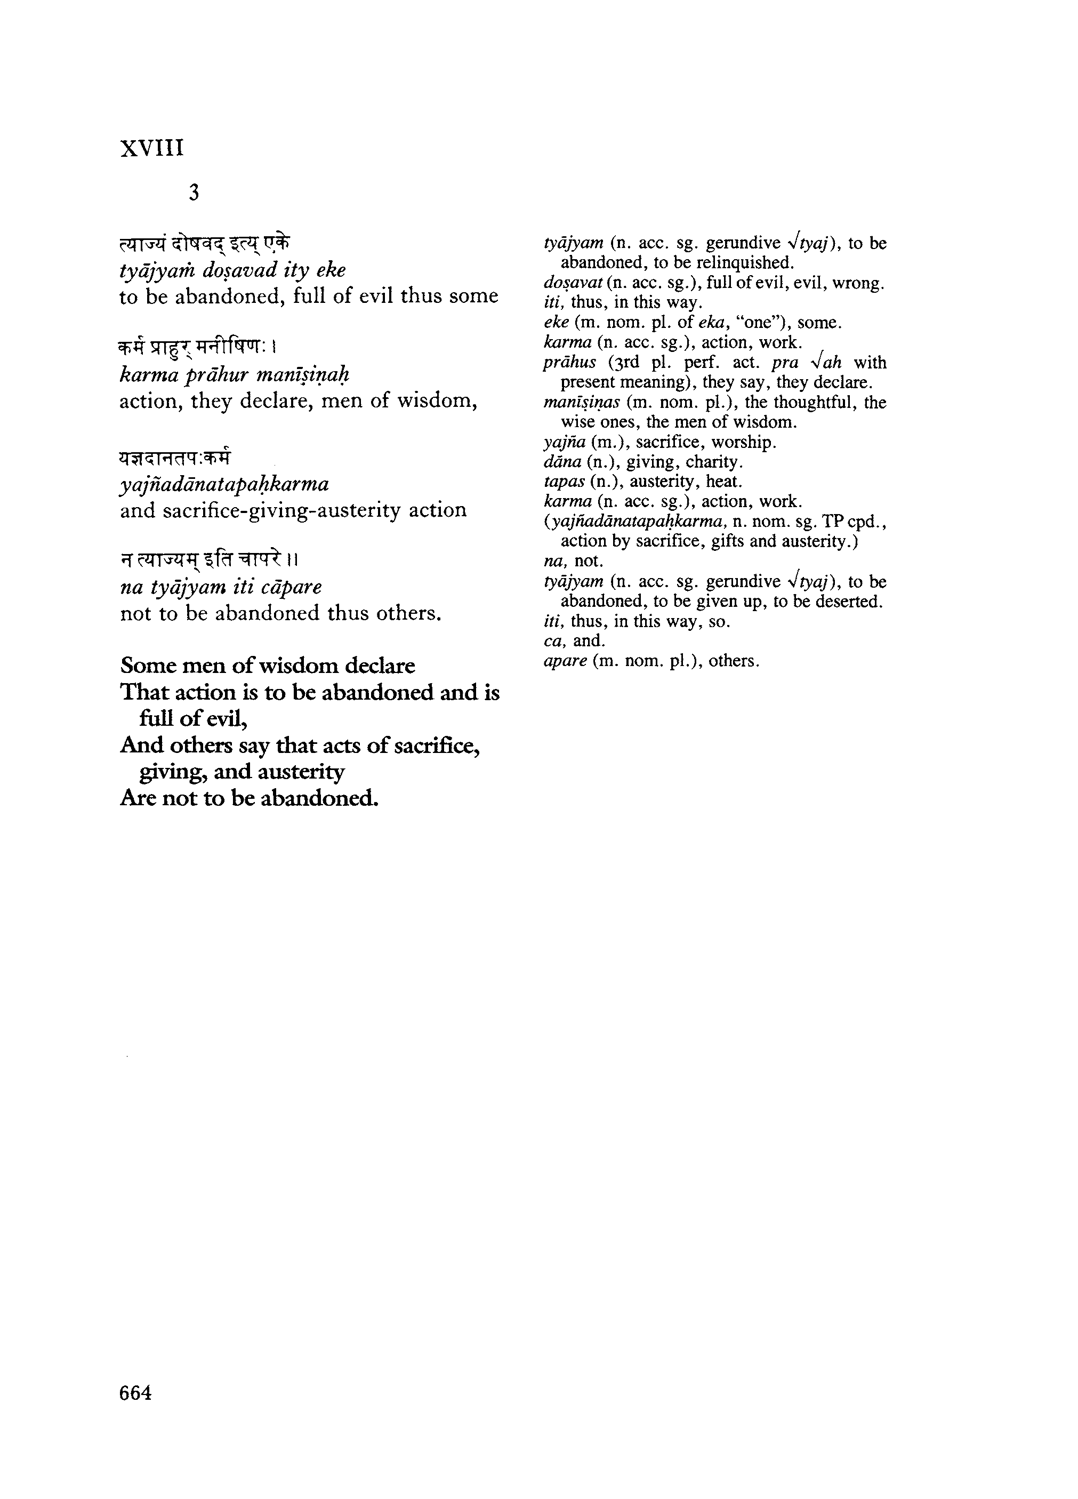 XVIII
3
त्याज्यं दोषवद् इत्य् एके
tyājyaṁ doṣavad ity eke
to be abandoned, full of evil thus some
कर्म प्राहुर् मनीषिणः ।
karma prāhur manīṣiṇaḥ
action, they declare, men of wisdom,
यज्ञदानतपःकर्म
yajñadānatapaḥkarma
and sacrifice-giving-austerity action
न त्याज्यम् इति चापरे ॥
na tyājyam iti cāpare
not to be abandoned thus others.
Some men of wisdom declare
That action is to be abandoned and is
full of evil,
And others say that acts of sacrifice,
giving, and austerity
Are not to be abandoned.
tyājyam (n. acc. sg. gerundive √tyaj), to be
abandoned, to be relinquished.
doṣavat (n. acc. sg.), full of evil, evil, wrong.
iti, thus, in this way.
eke (m. nom. pl. of eka, “one”), some.
karma (n. acc. sg.), action, work.
prāhus (3rd pl. perf. act. pra √ah with
present meaning), they say, they declare.
manīṣiṇas (m. nom. pl.), the thoughtful, the
wise ones, the men of wisdom.
yajña (m.), sacrifice, worship.
dāna (n.), giving, charity.
tapas (n.), austerity, heat.
karma (n. acc. sg.), action, work.
(yajñadānatapaḥkarma, n. nom. sg. TP cpd.,
action by sacrifice, gifts and austerity.)
na, not.
tyājyam (n. acc. sg. gerundive √tyaj), to be
abandoned, to be given up, to be deserted.
iti, thus, in this way, so.
ca, and.
apare (m. nom. pl.), others.
664